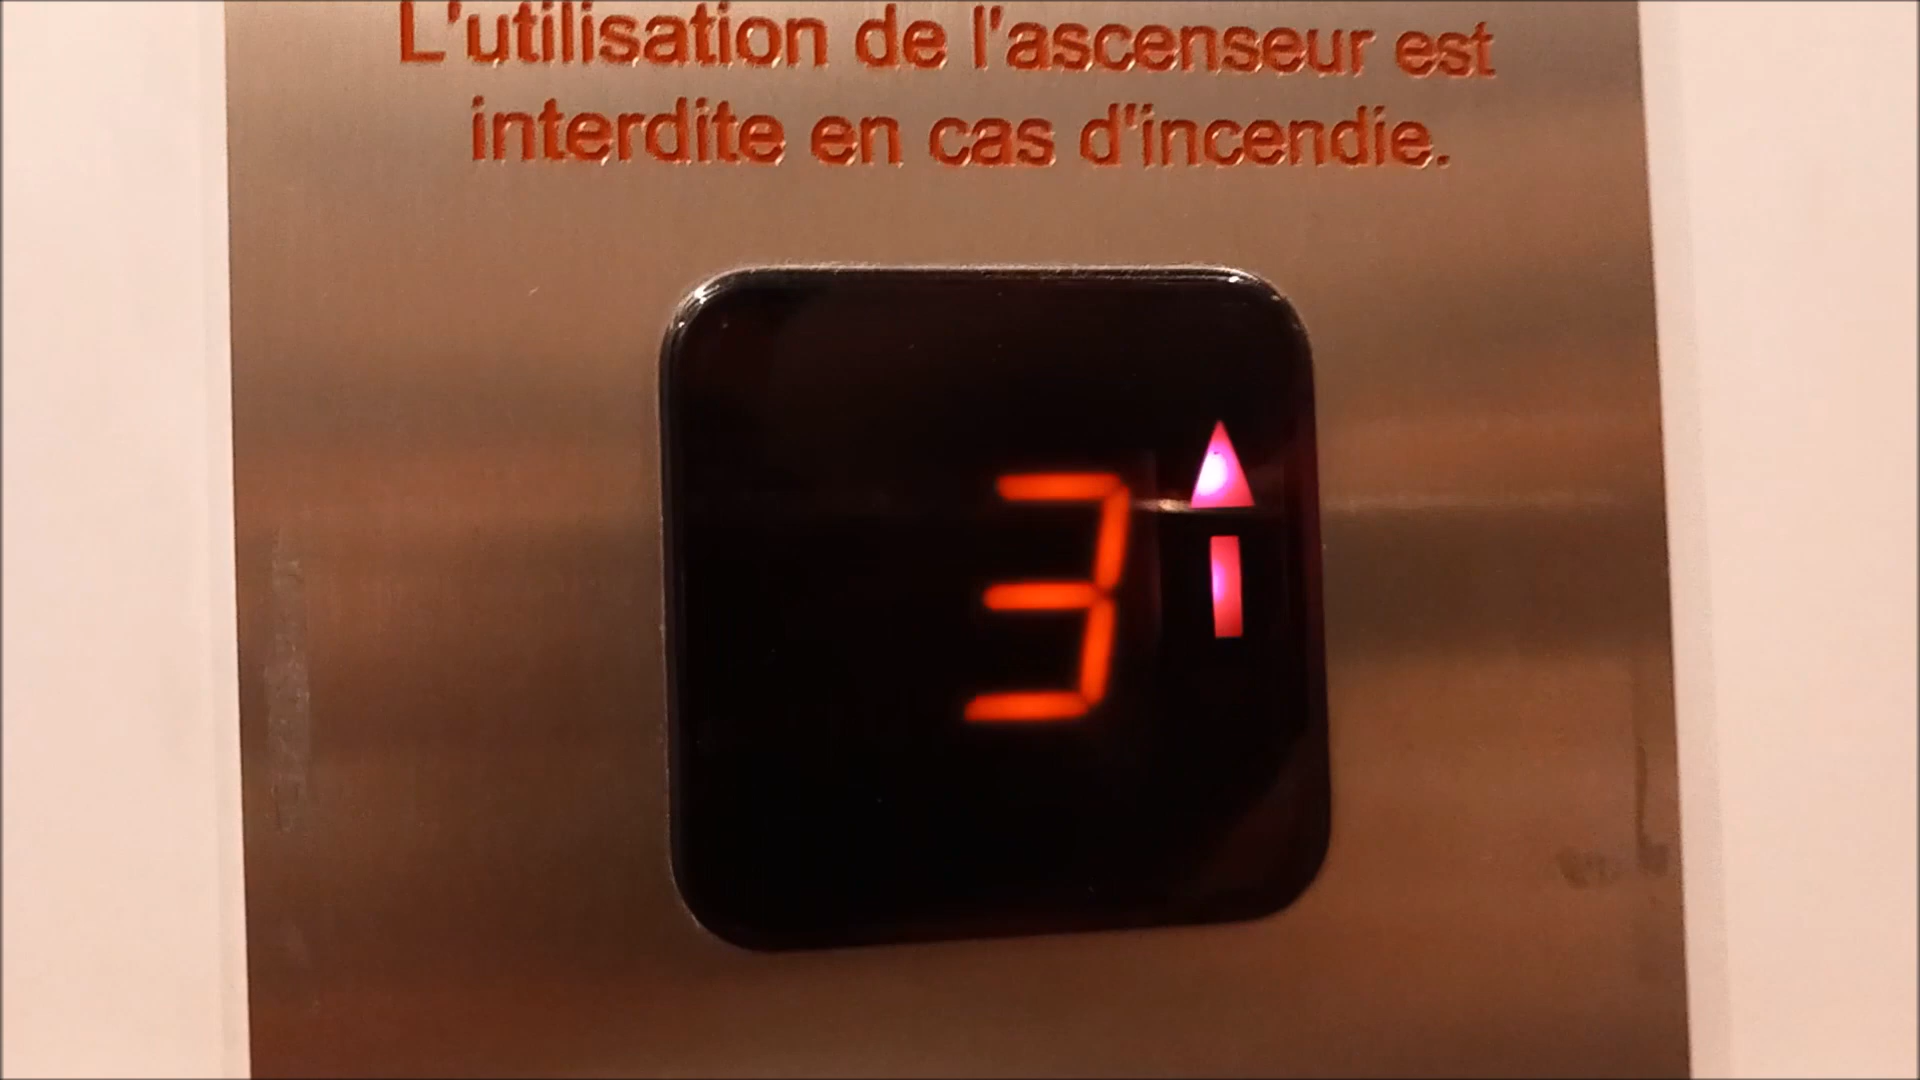 L'utilisation de l'ascenseur est
interdite en cas d'incendie.
3